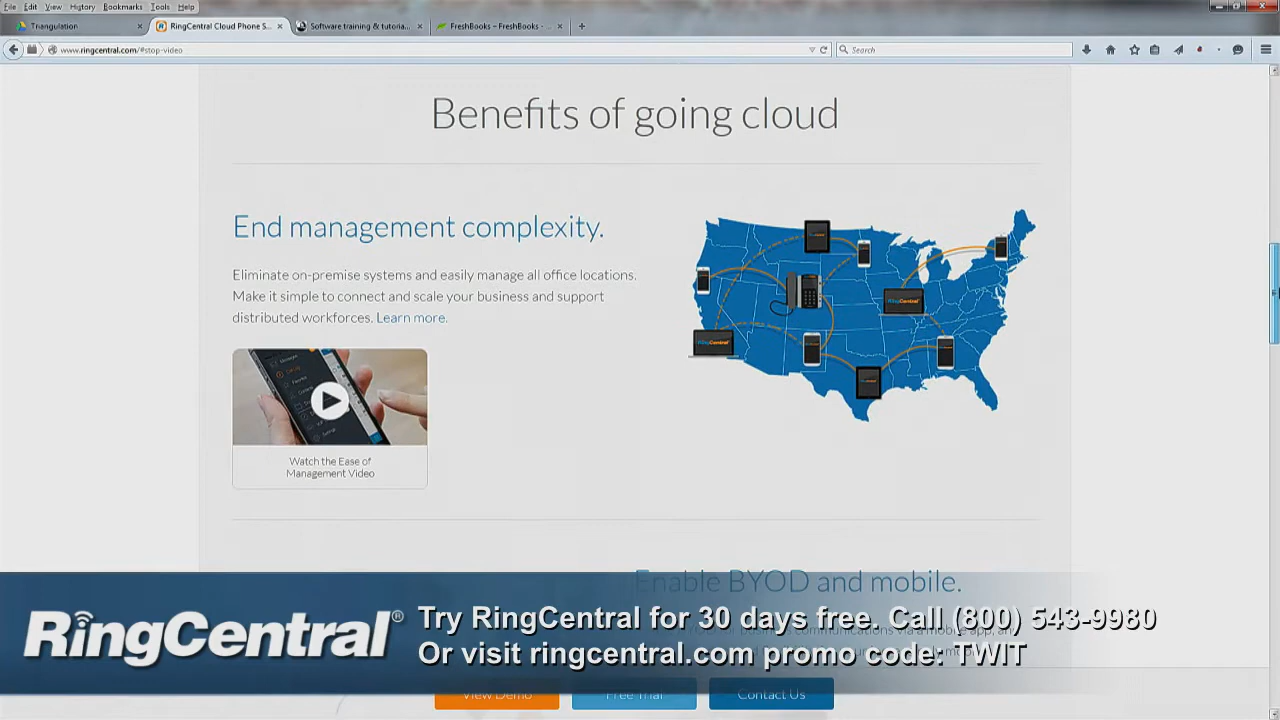 File Edit View History Bookmarks Tools Help
Triangulation
RingCentral Cloud Phone S...
Software training & tutoria...
FreshBooks – FreshBooks - ...
www.ringcentral.com/#stop-video
Search
Benefits of going cloud
End management complexity.
Eliminate on-premise systems and easily manage all office locations.
Make it simple to connect and scale your business and support
distributed workforces. Learn more.
RingCentral
RingCentral
Watch the Ease of
Management Video
Enable BYOD and mobile.
RingCentral®
Try RingCentral for 30 days free. Call (800) 543-9980
Or visit ringcentral.com promo code: TWIT
View Demo
Free Trial
Contact Us